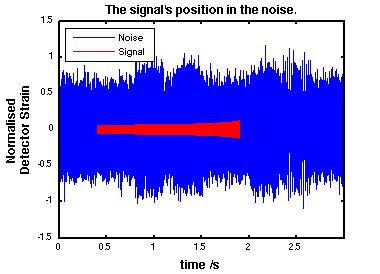 The signal's position in the noise.
1.5
1
0.5
0
-0.5
-1
-1.5
Noise
Signal
Normalised
Detector Strain
0 0.5 1 1.5 2 2.5
time /s